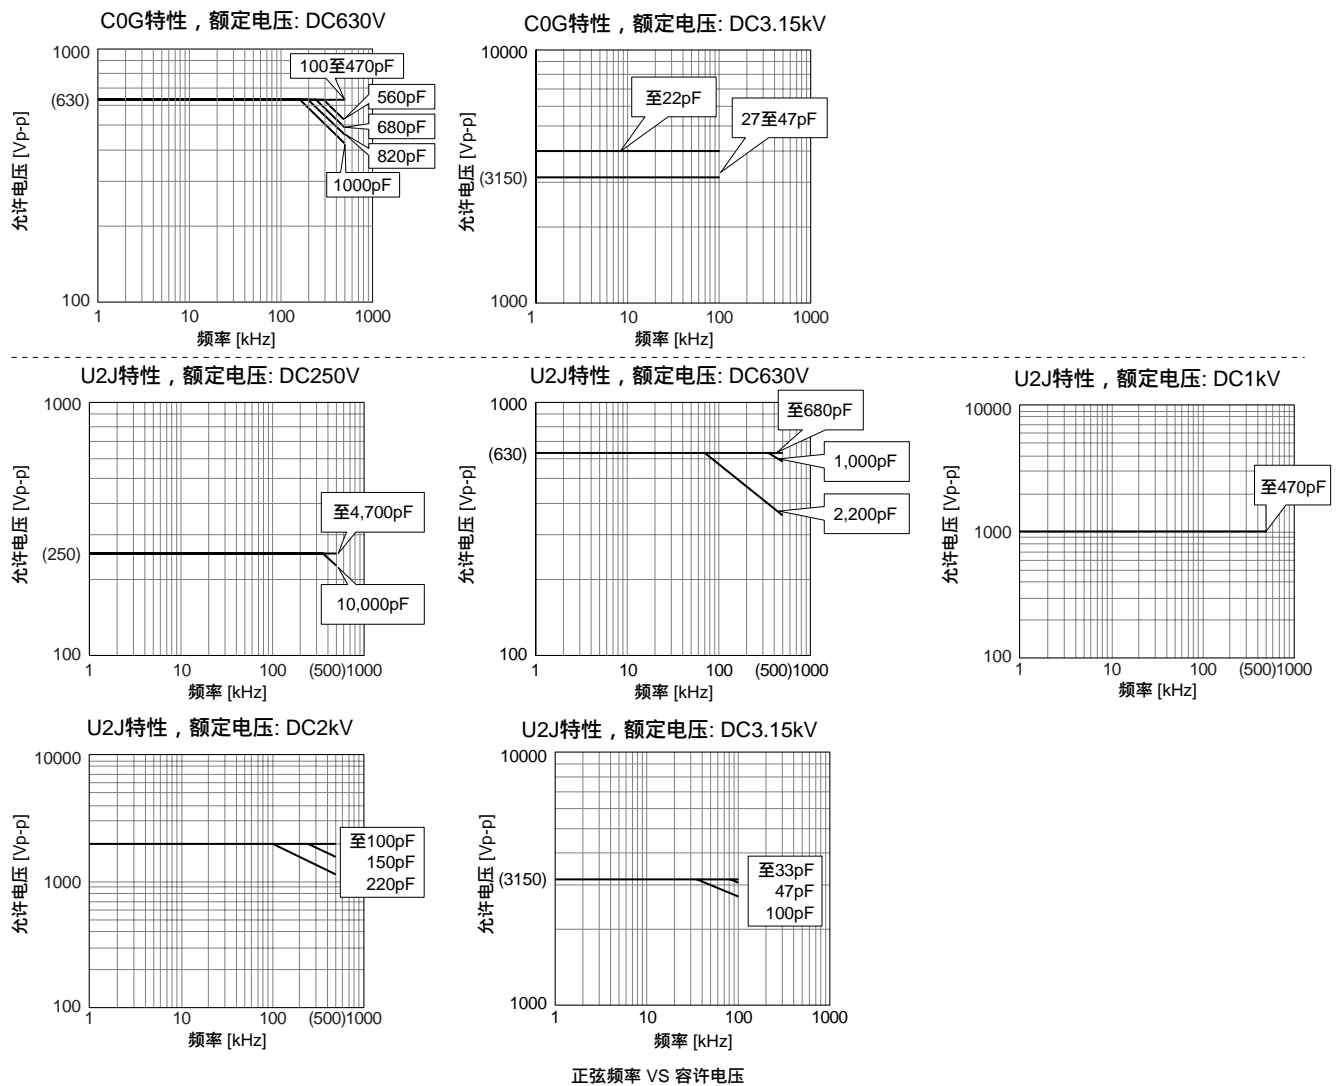 C0G特性，额定电压: DC630V
1000
(630)
100
允许电压 [Vp-p]
100至470pF
560pF
680pF
820pF
1000pF
1 10 100 1000
频率 [kHz]
C0G特性，额定电压: DC3.15kV
10000
(3150)
1000
允许电压 [Vp-p]
至22pF
27至47pF
1 10 100 1000
频率 [kHz]
U2J特性，额定电压: DC250V
1000
(250)
100
允许电压 [Vp-p]
至4,700pF
10,000pF
1 10 100 (500)1000
频率 [kHz]
U2J特性，额定电压: DC630V
1000
(630)
100
允许电压 [Vp-p]
至680pF
1,000pF
2,200pF
1 10 100 (500)1000
频率 [kHz]
U2J特性，额定电压: DC1kV
10000
1000
100
允许电压 [Vp-p]
至470pF
1 10 100 (500)1000
频率 [kHz]
U2J特性，额定电压: DC2kV
10000
1000
100
允许电压 [Vp-p]
至100pF
150pF
220pF
1 10 100 (500)1000
频率 [kHz]
U2J特性，额定电压: DC3.15kV
10000
(3150)
1000
允许电压 [Vp-p]
至33pF
47pF
100pF
1 10 100 1000
频率 [kHz]
正弦频率 VS 容许电压